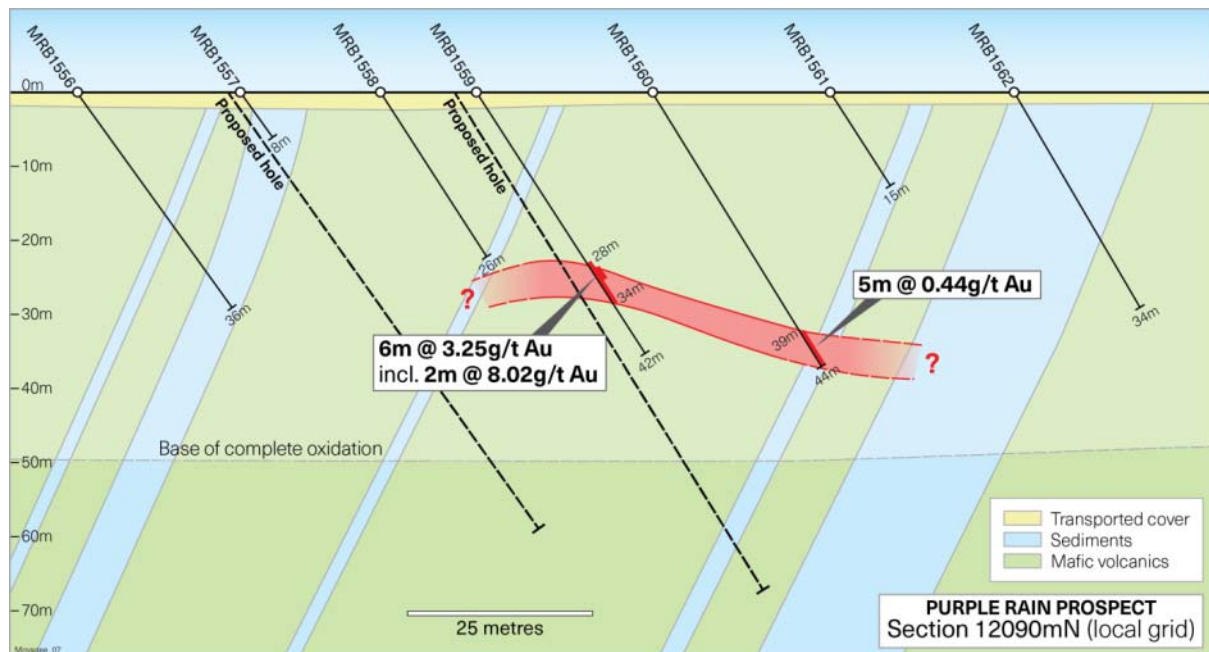 MRB1556
MRB1557
MRB1558
MRB1559
MRB1560
MRB1561
MRB1562
0m
Proposed hole
Proposed hole
8m
–10m
15m
–20m
26m
28m
?
5m @ 0.44g/t Au
–30m
36m
34m
39m
34m
6m @ 3.25g/t Au
incl. 2m @ 8.02g/t Au
42m
44m
?
–40m
Base of complete oxidation
–50m
–60m
–70m
25 metres
Transported cover
Sediments
Mafic volcanics
PURPLE RAIN PROSPECT
Section 12090mN (local grid)